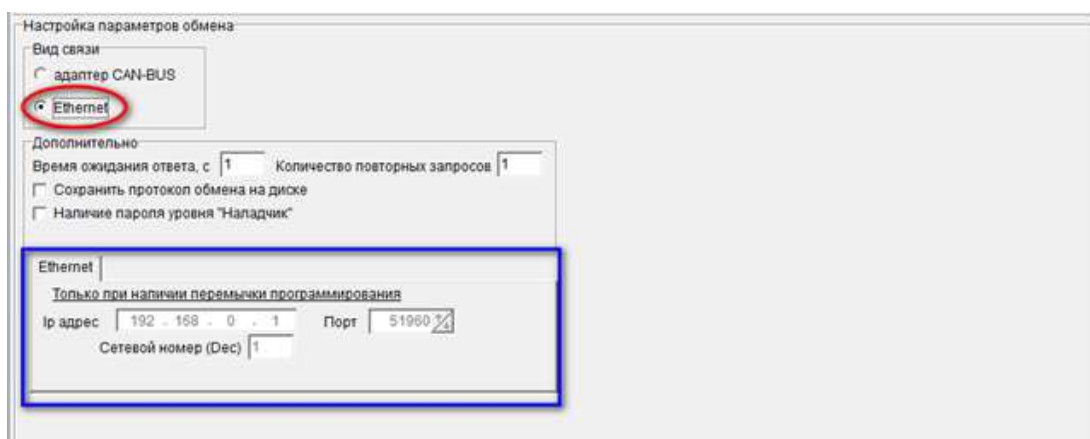 Настройка параметров обмена
Вид связи
адаптер CAN-BUS
Ethernet
Дополнительно
Время ожидания ответа, с 1 Количество повторных запросов 1
Сохранить протокол обмена на диске
Наличие пароля уровня "Наладчик"
Ethernet
Только при наличии перемычки программирования
Ip адрес 192 . 168 . 0 . 1 Порт 51960
Сетевой номер (Dec) 1